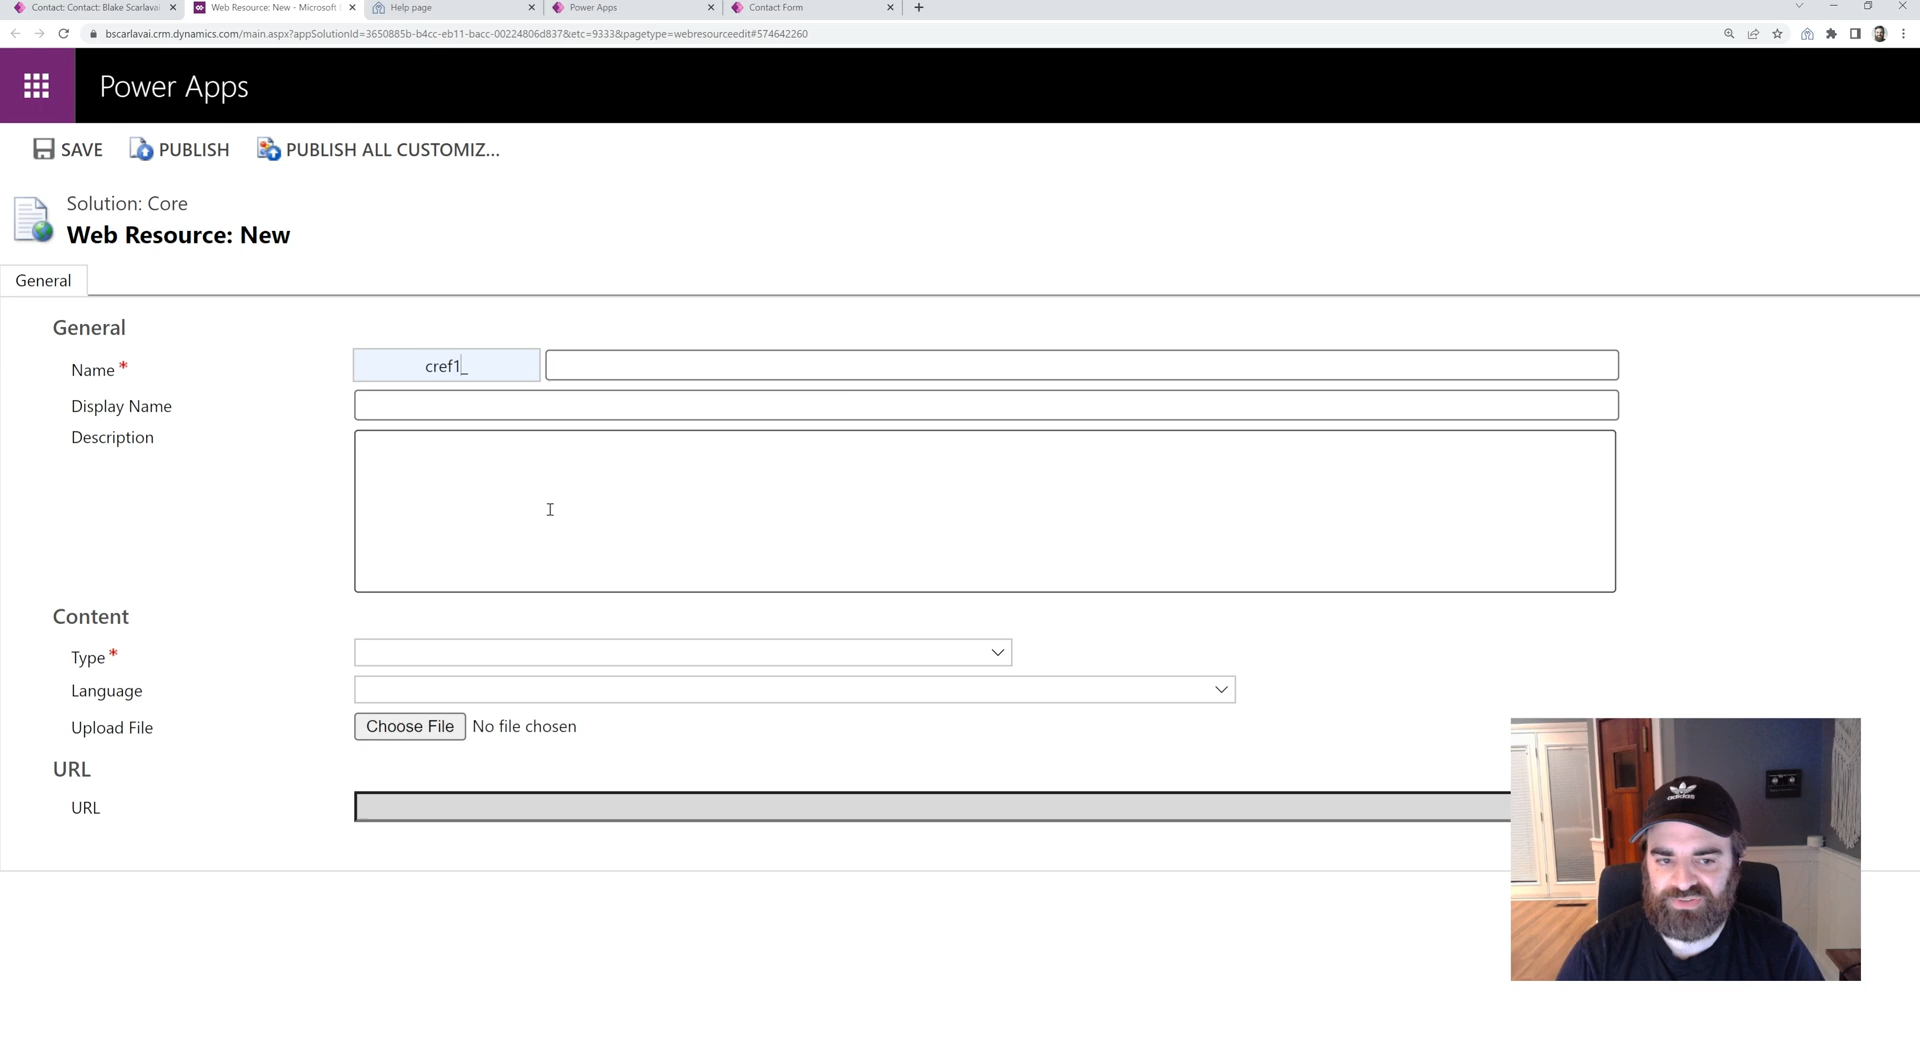 Contact: Contact: Blake Scarlavai
Web Resource: New - Microsoft
Help page
Power Apps
Contact Form
bscarlavai.crm.dynamics.com/main.aspx?appSolutionId=3650885b-b4cc-eb11-bacc-00224806d837&etc=9333&pagetype=webresourceedit#574642260
Power Apps
SAVE
PUBLISH
PUBLISH ALL CUSTOMIZ...
Solution: Core
Web Resource: New
General
General
Name *
cref1_
Display Name
Description
Content
Type *
Language
Upload File
Choose File No file chosen
URL
URL
adidas